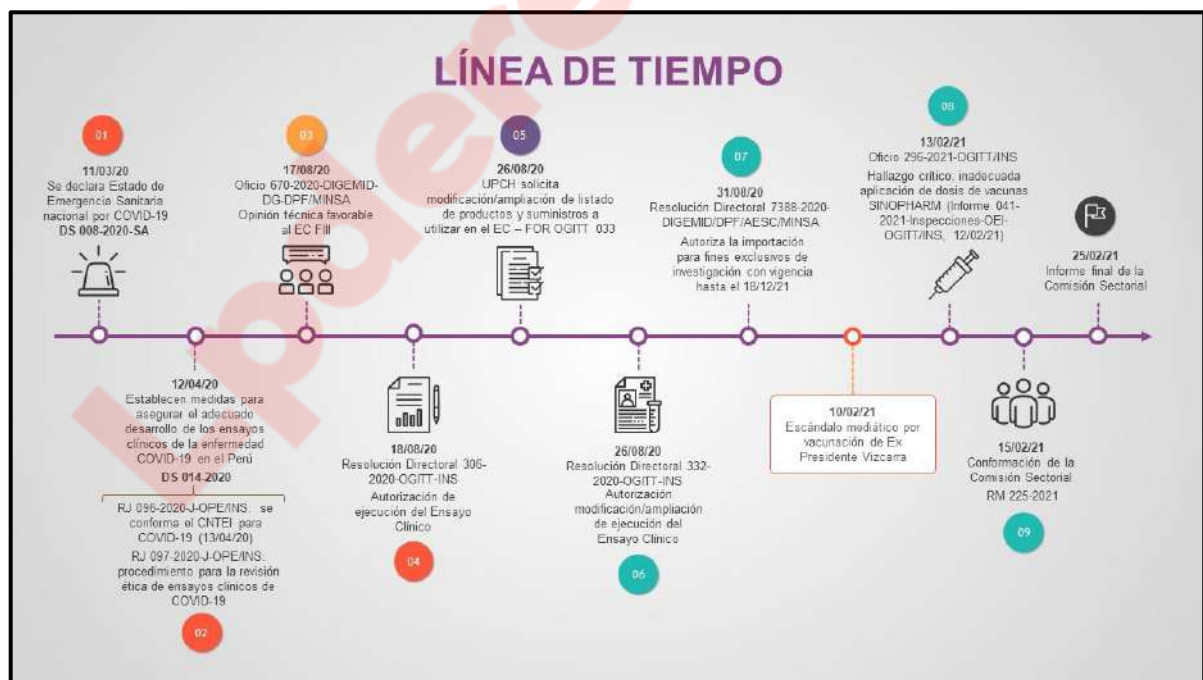 LÍNEA DE TIEMPO
01
11/03/20
Se declara Estado de
Emergencia Sanitaria
nacional por COVID-19
DS 008-2020-SA
12/04/20
Establecen medidas para
asegurar el adecuado
desarrollo de los ensayos
clínicos de la enfermedad
COVID-19 en el Perú
DS 014-2020
RJ 096-2020-J-OPE/INS: se
conforma el CNTEI para
COVID-19 (13/04/20)
RJ 097-2020-J-OPE/INS:
procedimiento para la revisión
ética de ensayos clínicos de
COVID-19
02
03
17/08/20
Oficio 670-2020-DIGEMID-
DG-DPF/MINSA
Opinión técnica favorable
al EC FIII
18/08/20
Resolución Directoral 306-
2020-OGITT-INS
Autorización de
ejecución del Ensayo
Clínico
04
05
26/08/20
UPCH solicita
modificación/ampliación de listado
de productos y suministros a
utilizar en el EC – FOR OGITT 033
26/08/20
Resolución Directoral 332-
2020-OGITT-INS
Autorización
modificación/ampliación
de ejecución del
Ensayo Clínico
06
07
31/08/20
Resolución Directoral 7388-2020-
DIGEMID/DPF/AESC/MINSA
Autoriza la importación
para fines exclusivos de
investigación con vigencia
hasta el 18/12/21
10/02/21
Escándalo mediático por
vacunación de Ex
Presidente Vizcarra
08
13/02/21
Oficio 296-2021-OGITT/INS
Hallazgo crítico: inadecuada
aplicación de dosis de vacunas
SINOPHARM (Informe 041-
2021-Inspecciones-OEI-
OGITT/INS, 12/02/21)
15/02/21
Conformación de la
Comisión Sectorial
RM 225-2021
09
25/02/21
Informe final de la
Comisión Sectorial